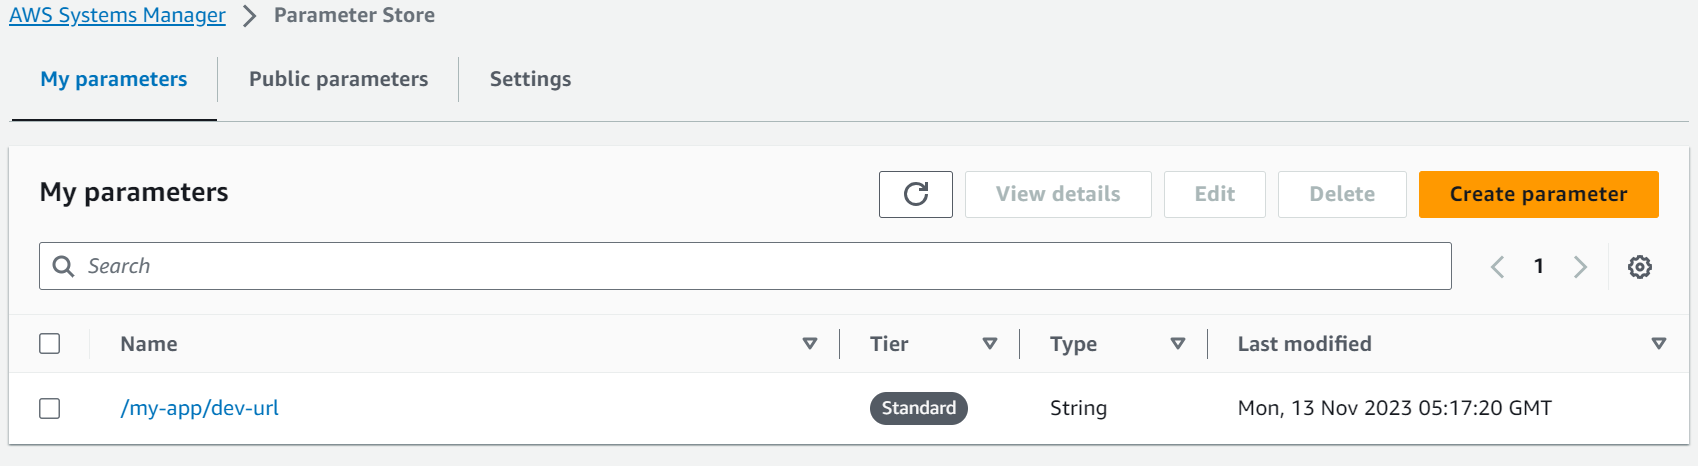 AWS Systems Manager > Parameter Store
My parameters Public parameters Settings
My parameters View details Edit Delete Create parameter
Search 1
Name Tier Type Last modified
/my-app/dev-url Standard String Mon, 13 Nov 2023 05:17:20 GMT